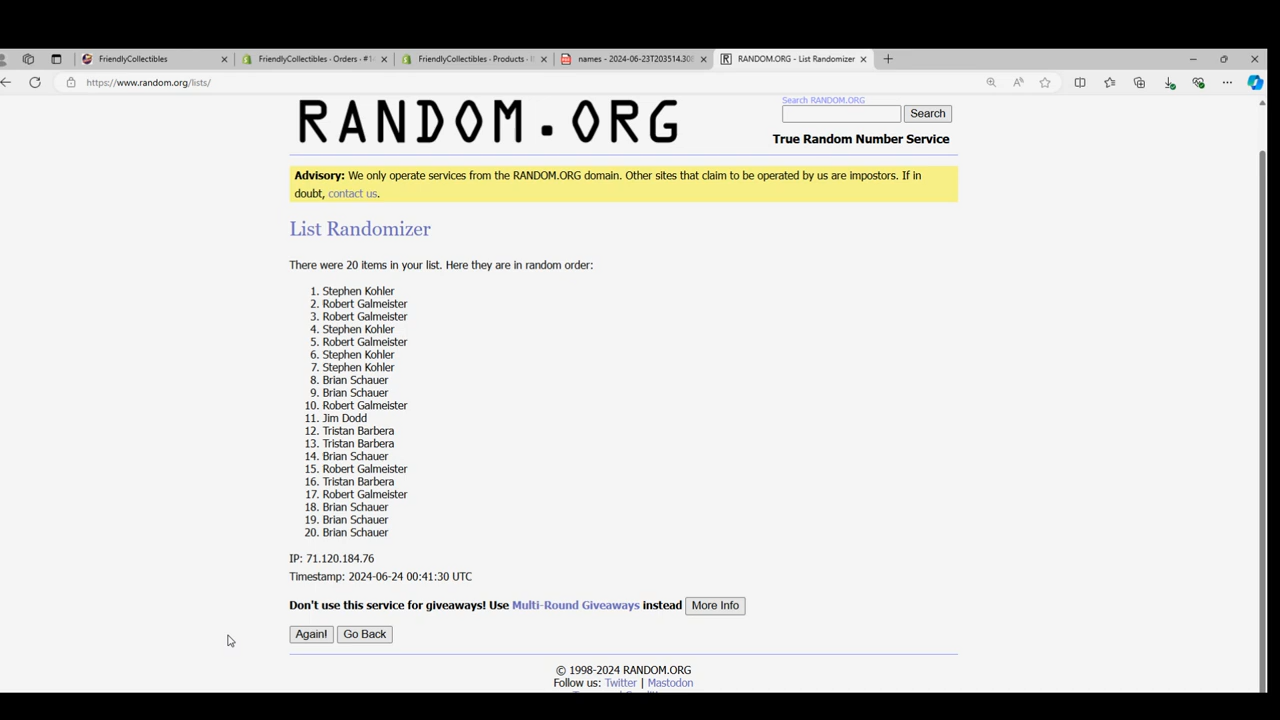 FriendlyCollectibles
FriendlyCollectibles · Orders · #1
FriendlyCollectibles · Products ·
names - 2024-06-23T203514.308
RANDOM.ORG - List Randomizer
https://www.random.org/lists/
RANDOM.ORG
Search RANDOM.ORG
Search
True Random Number Service
Advisory: We only operate services from the RANDOM.ORG domain. Other sites that claim to be operated by us are impostors. If in
doubt, contact us.
List Randomizer
There were 20 items in your list. Here they are in random order:
1. Stephen Kohler
2. Robert Galmeister
3. Robert Galmeister
4. Stephen Kohler
5. Robert Galmeister
6. Stephen Kohler
7. Stephen Kohler
8. Brian Schauer
9. Brian Schauer
10. Robert Galmeister
11. Jim Dodd
12. Tristan Barbera
13. Tristan Barbera
14. Brian Schauer
15. Robert Galmeister
16. Tristan Barbera
17. Robert Galmeister
18. Brian Schauer
19. Brian Schauer
20. Brian Schauer
IP: 71.120.184.76
Timestamp: 2024-06-24 00:41:30 UTC
Don't use this service for giveaways! Use Multi-Round Giveaways instead More Info
Again! Go Back
© 1998-2024 RANDOM.ORG
Follow us: Twitter | Mastodon